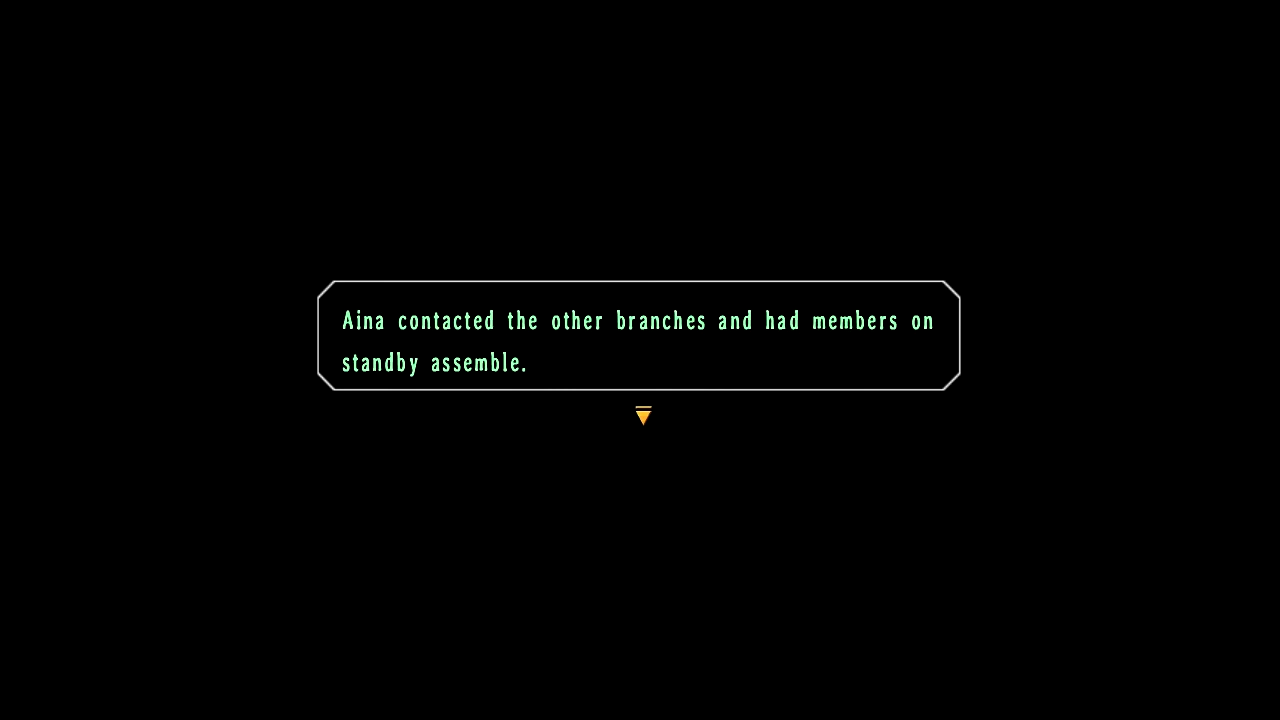 Aina contacted the other branches and had members on
standby assemble.